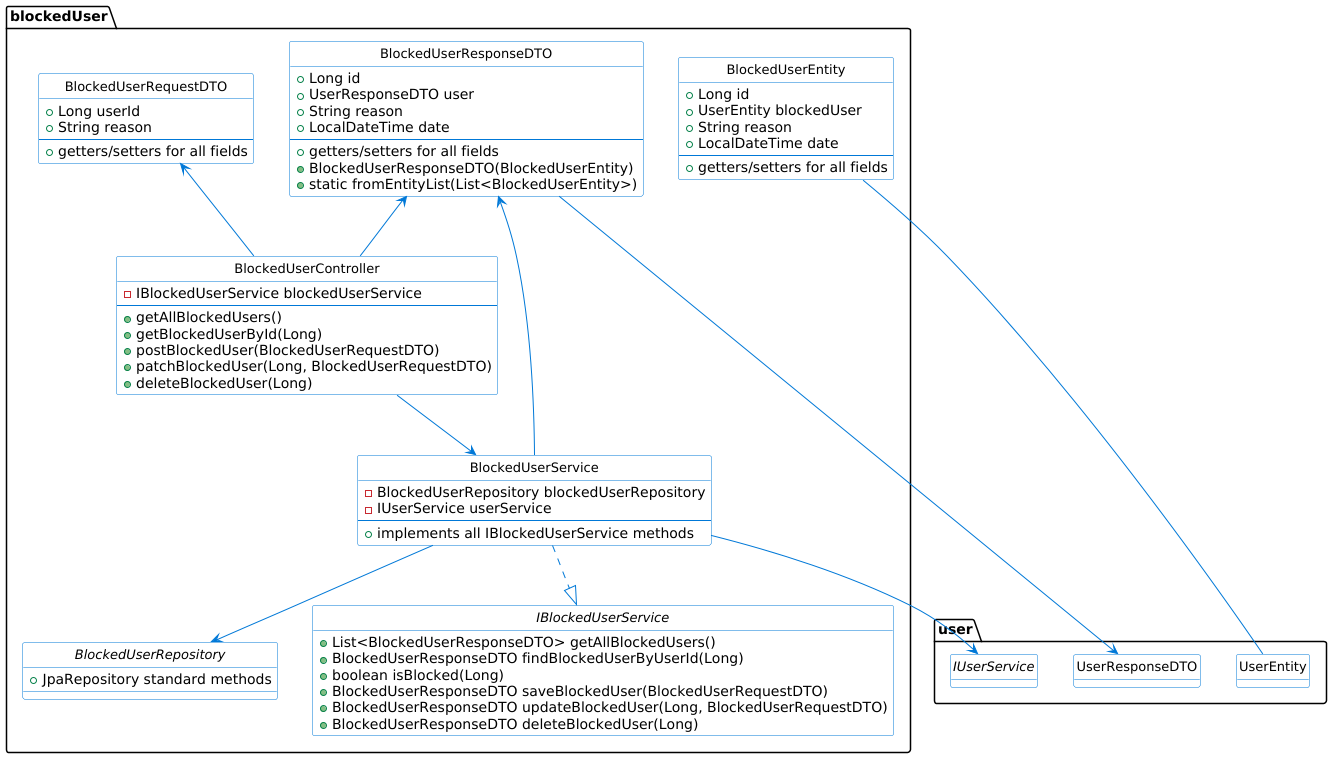 blockedUser
BlockedUserRequestDTO
Long userId
String reason
getters/setters for all fields
BlockedUserResponseDTO
Long id
UserResponseDTO user
String reason
LocalDateTime date
getters/setters for all fields
BlockedUserResponseDTO(BlockedUserEntity)
static fromEntityList(List<BlockedUserEntity>)
BlockedUserEntity
Long id
UserEntity blockedUser
String reason
LocalDateTime date
getters/setters for all fields
BlockedUserController
IBlockedUserService blockedUserService
getAllBlockedUsers()
getBlockedUserById(Long)
postBlockedUser(BlockedUserRequestDTO)
patchBlockedUser(Long, BlockedUserRequestDTO)
deleteBlockedUser(Long)
BlockedUserService
BlockedUserRepository blockedUserRepository
IUserService userService
implements all IBlockedUserService methods
BlockedUserRepository
JpaRepository standard methods
IBlockedUserService
List<BlockedUserResponseDTO> getAllBlockedUsers()
BlockedUserResponseDTO findBlockedUserByUserId(Long)
boolean isBlocked(Long)
BlockedUserResponseDTO saveBlockedUser(BlockedUserRequestDTO)
BlockedUserResponseDTO updateBlockedUser(Long, BlockedUserRequestDTO)
BlockedUserResponseDTO deleteBlockedUser(Long)
user
IUserService
UserResponseDTO
UserEntity